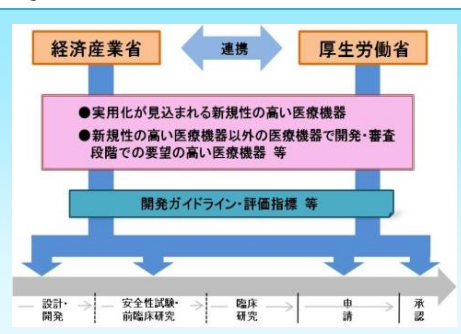 経済産業省
連携
厚生労働省
●実用化が見込まれる新規性の高い医療機器
●新規性の高い医療機器以外の医療機器で開発・審査
段階での要望の高い医療機器 等
開発ガイドライン・評価指標 等
設計・
開発
安全性試験・
前臨床研究
臨床
研究
申
請
承
認